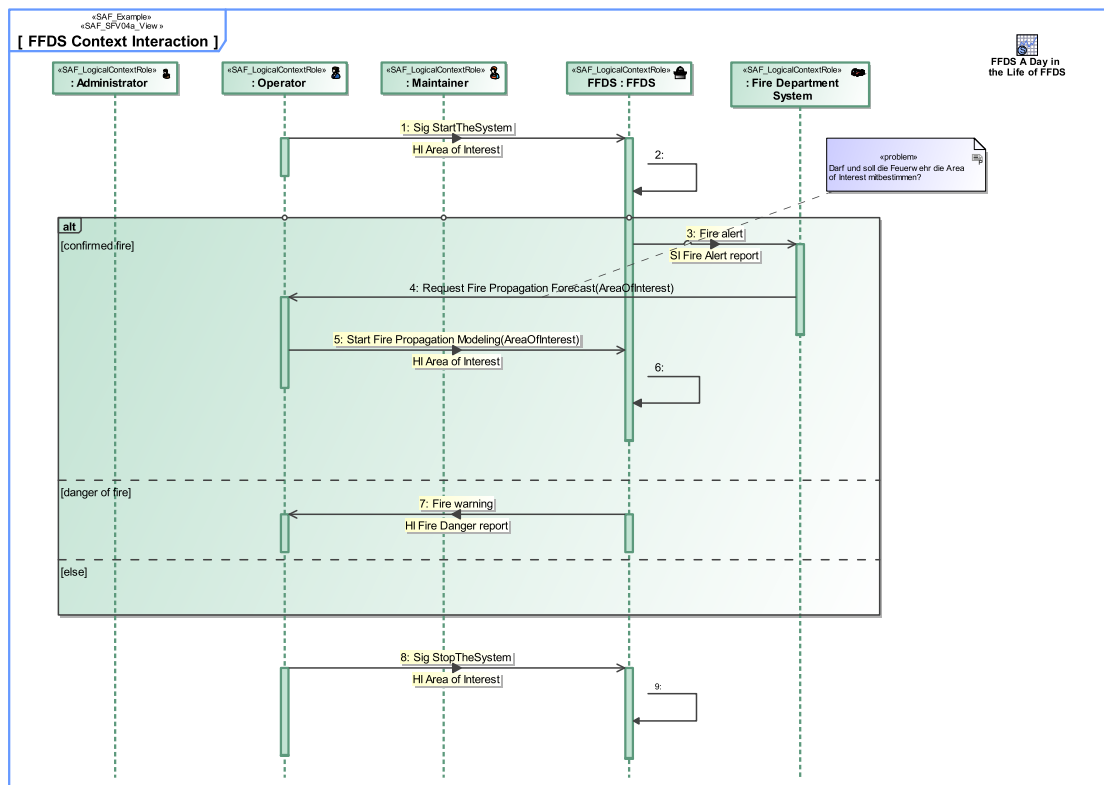 «SAF_Example»
«SAF_SFV04a_View »
[ FFDS Context Interaction ]
FFDS A Day in
the Life of FFDS
«SAF_LogicalContextRole»
: Administrator
«SAF_LogicalContextRole»
: Operator
«SAF_LogicalContextRole»
: Maintainer
«SAF_LogicalContextRole»
FFDS : FFDS
«SAF_LogicalContextRole»
: Fire Department
System
1: Sig StartTheSystem
HI Area of Interest
2:
«problem»
Darf und soll die Feuerwehr die Area
of Interest mitbestimmen?
alt
[confirmed fire]
3: Fire alert
SI Fire Alert report
4: Request Fire Propagation Forecast(AreaOfInterest)
5: Start Fire Propagation Modeling(AreaOfInterest)
HI Area of Interest
6:
[danger of fire]
7: Fire warning
HI Fire Danger report
[else]
8: Sig StopTheSystem
HI Area of Interest
9: